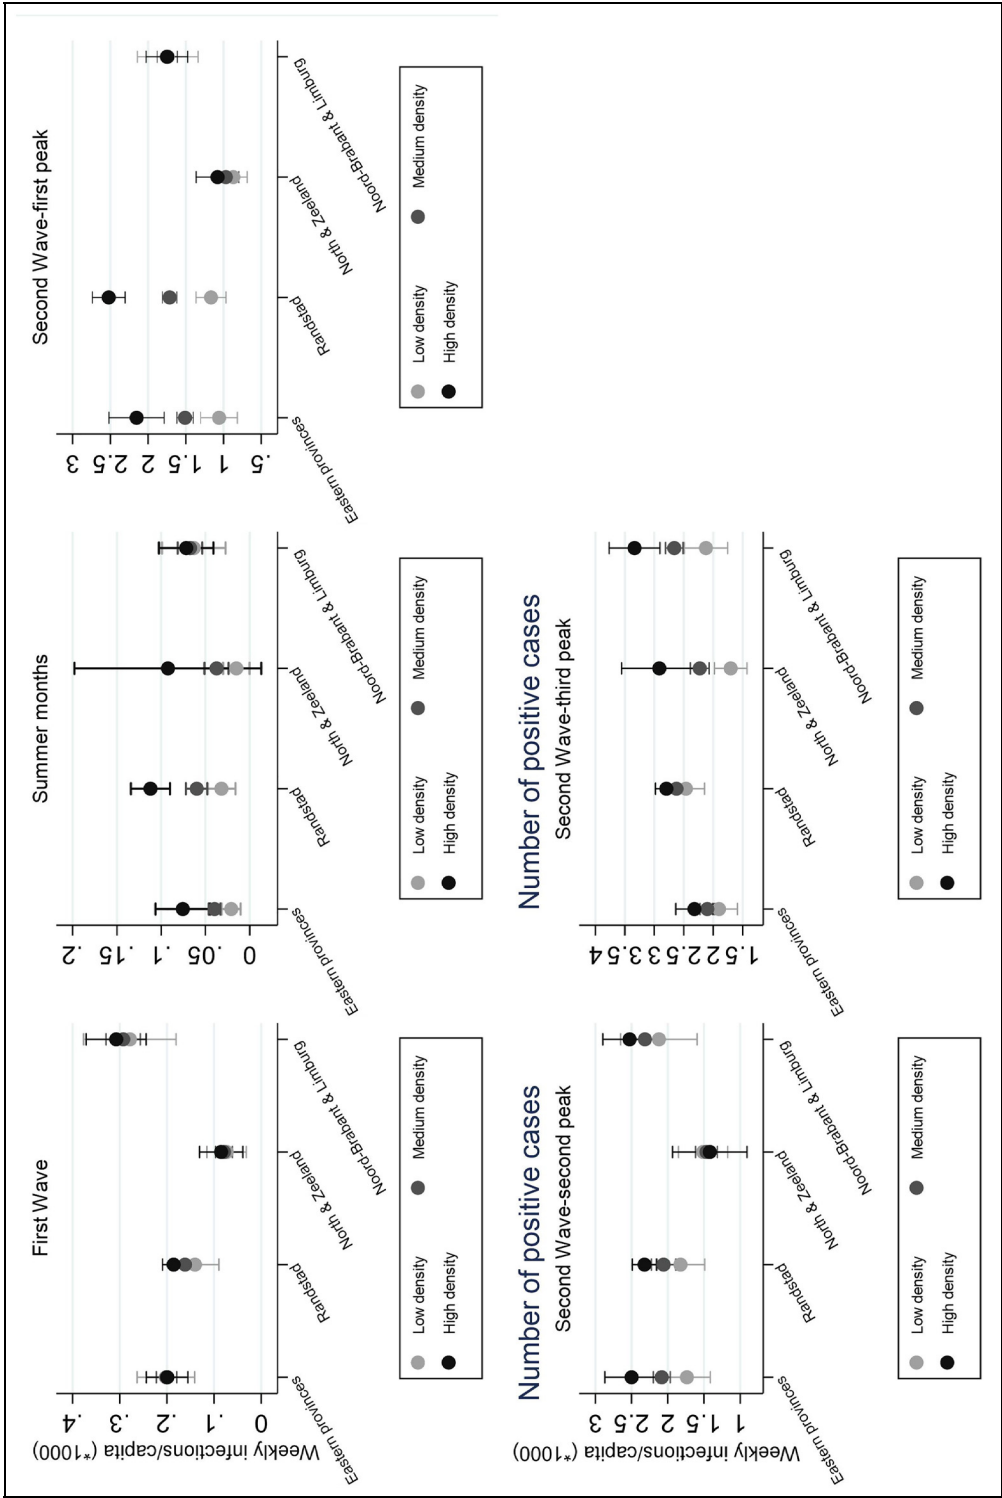 First Wave
Weekly infections/capita (*1000)
.4
.3
.2
.1
0
Eastern provinces
Randstad
North & Zeeland
Noord-Brabant & Limburg
Low density
Medium density
High density
Summer months
.2
.15
.1
.05
0
Eastern provinces
Randstad
North & Zeeland
Noord-Brabant & Limburg
Low density
Medium density
High density
Second Wave-first peak
3
2.5
2
1.5
1
.5
Eastern provinces
Randstad
North & Zeeland
Noord-Brabant & Limburg
Low density
Medium density
High density
Number of positive cases
Second Wave-second peak
Weekly infections/capita (*1000)
3
2.5
2
1.5
1
Eastern provinces
Randstad
North & Zeeland
Noord-Brabant & Limburg
Low density
Medium density
High density
Number of positive cases
Second Wave-third peak
4
3.5
3
2.5
2
1.5
Eastern provinces
Randstad
North & Zeeland
Noord-Brabant & Limburg
Low density
Medium density
High density